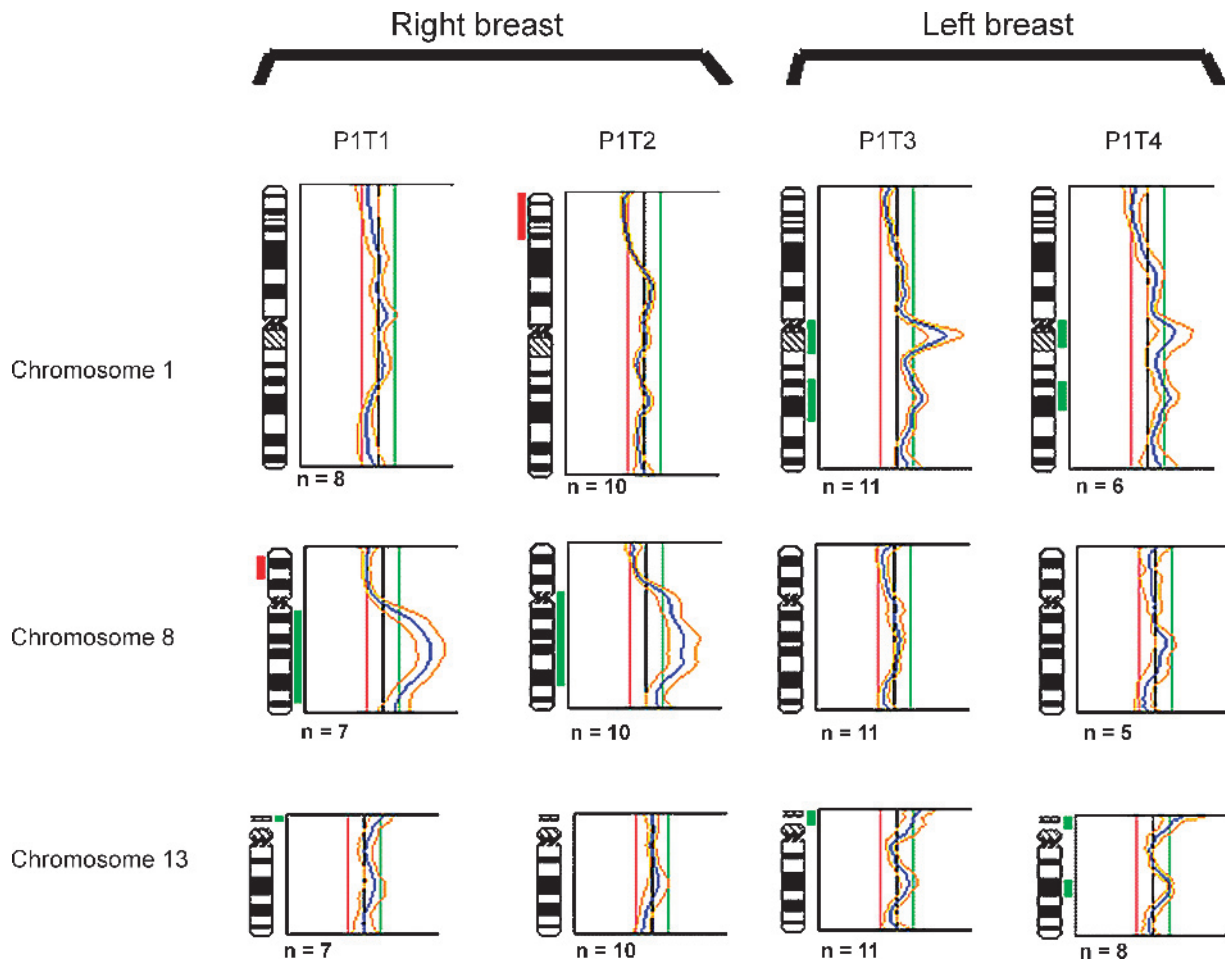 Right breast
Left breast
P1T1
P1T2
P1T3
P1T4
Chromosome 1
n = 8
n = 10
n = 11
n = 6
Chromosome 8
n = 7
n = 10
n = 11
n = 5
Chromosome 13
n = 7
n = 10
n = 11
n = 8